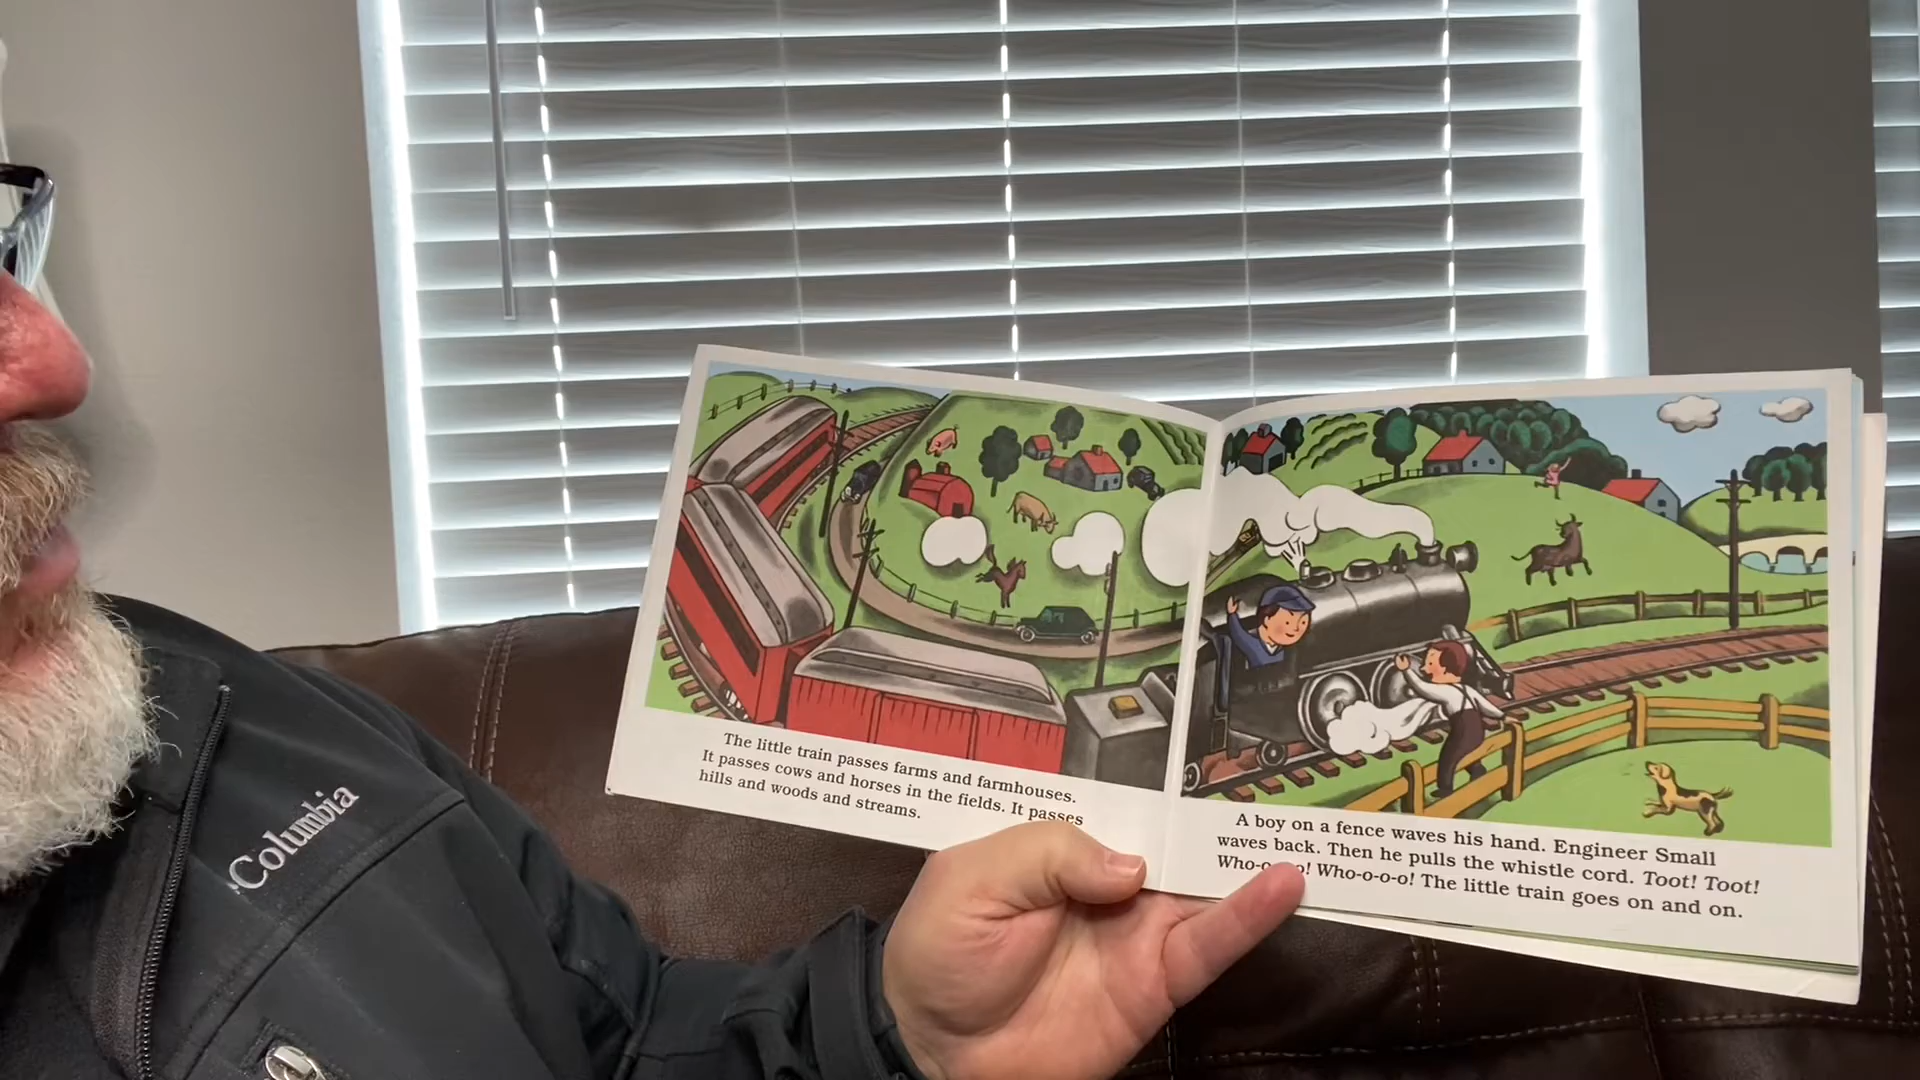 Columbia
The little train passes farms and farmhouses.
It passes cows and horses in the fields. It passes
hills and woods and streams.
A boy on a fence waves his hand. Engineer Small
waves back. Then he pulls the whistle cord. Toot! Toot!
Who-o-o-o! The little train goes on and on.